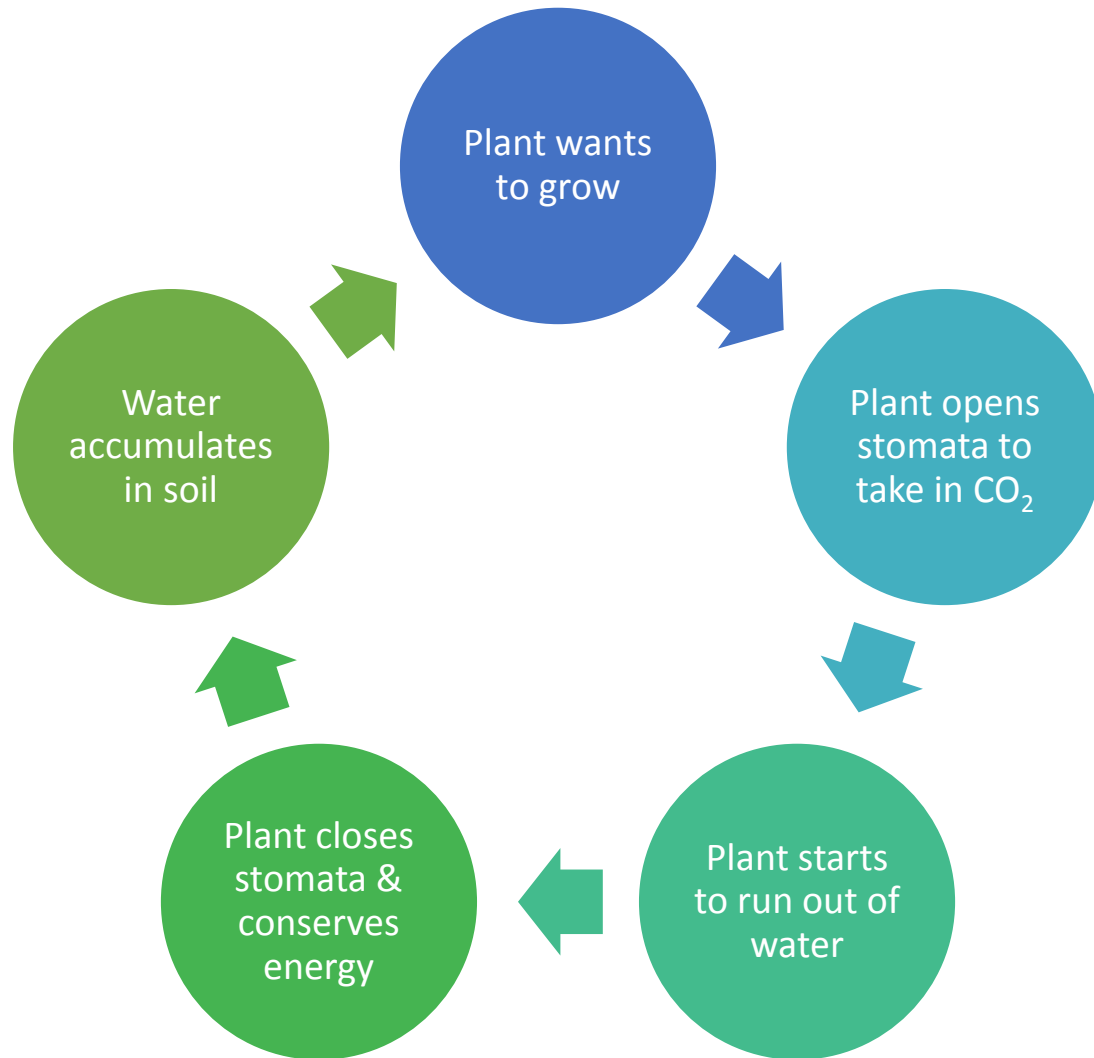 Plant wants
to grow
Plant opens
stomata to
take in CO₂
Plant starts
to run out of
water
Plant closes
stomata &
conserves
energy
Water
accumulates
in soil